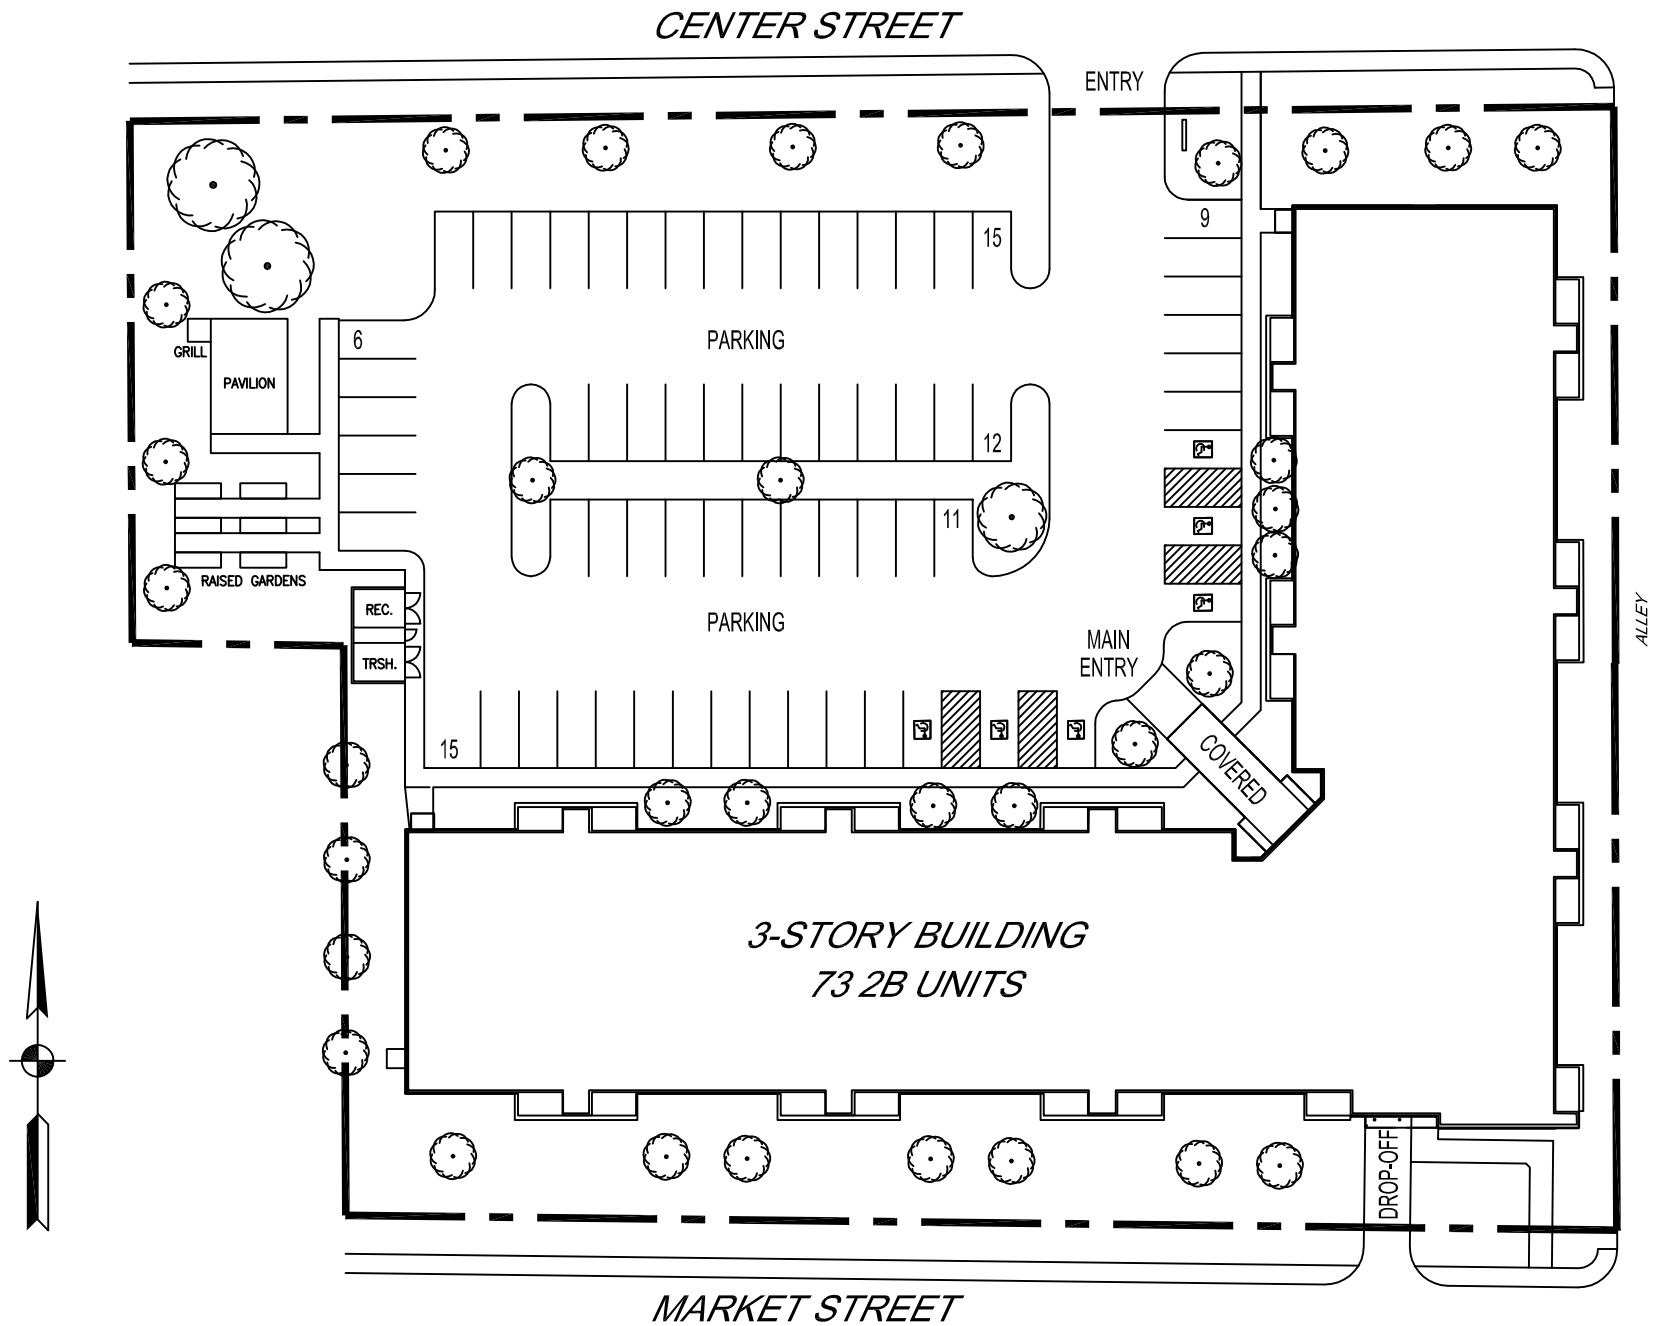 CENTER STREET
ENTRY
9
15
6
PARKING
GRILL
PAVILION
12
11
RAISED GARDENS
REC.
PARKING
ALLEY
MAIN
ENTRY
TRSH.
15
COVERED
3-STORY BUILDING
73 2B UNITS
DROP-OFF
MARKET STREET